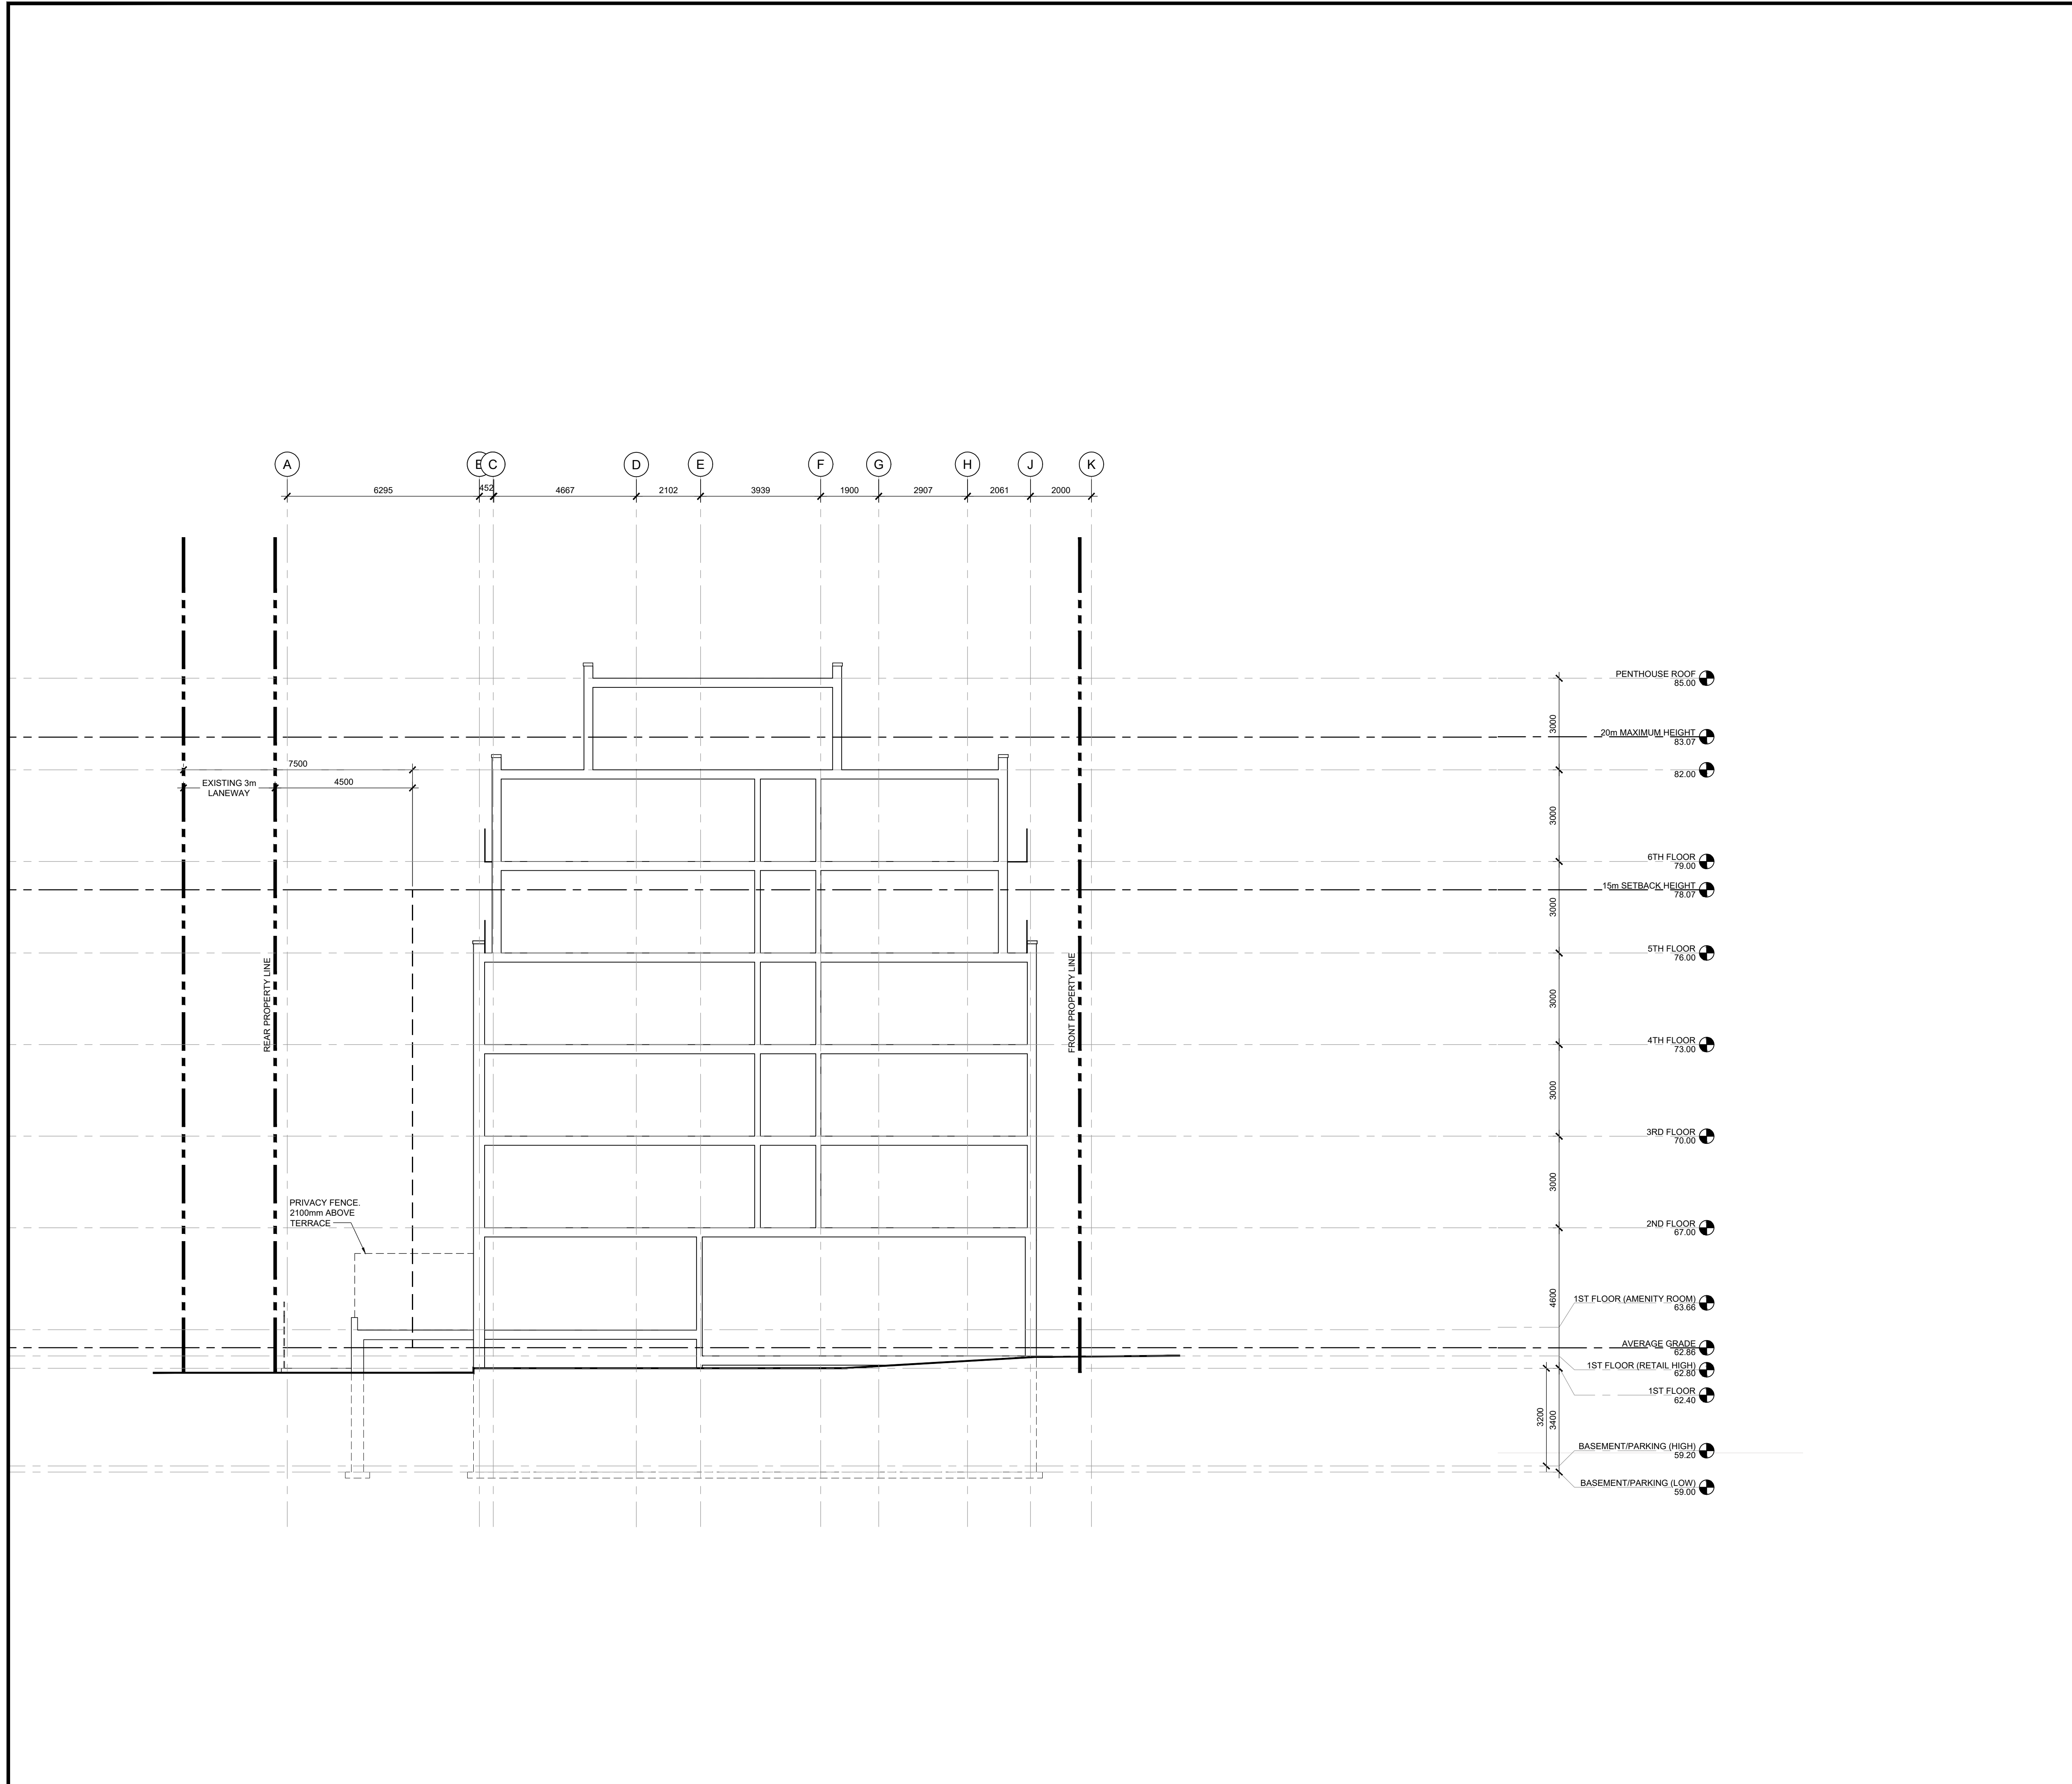 A
B
C
D
E
F
G
H
J
K
6295
452
4667
2102
3939
1900
2907
2061
2000
PENTHOUSE ROOF
85.00
3000
20m MAXIMUM HEIGHT
83.07
7500
82.00
EXISTING 3m
LANEWAY
4500
3000
6TH FLOOR
79.00
15m SETBACK HEIGHT
78.07
3000
5TH FLOOR
76.00
REAR PROPERTY LINE
FRONT PROPERTY LINE
3000
4TH FLOOR
73.00
3000
3RD FLOOR
70.00
3000
PRIVACY FENCE.
2100mm ABOVE
TERRACE
2ND FLOOR
67.00
4600
1ST FLOOR (AMENITY ROOM)
63.66
AVERAGE GRADE
62.86
1ST FLOOR (RETAIL HIGH)
62.80
1ST FLOOR
62.40
3200
3400
BASEMENT/PARKING (HIGH)
59.20
BASEMENT/PARKING (LOW)
59.00